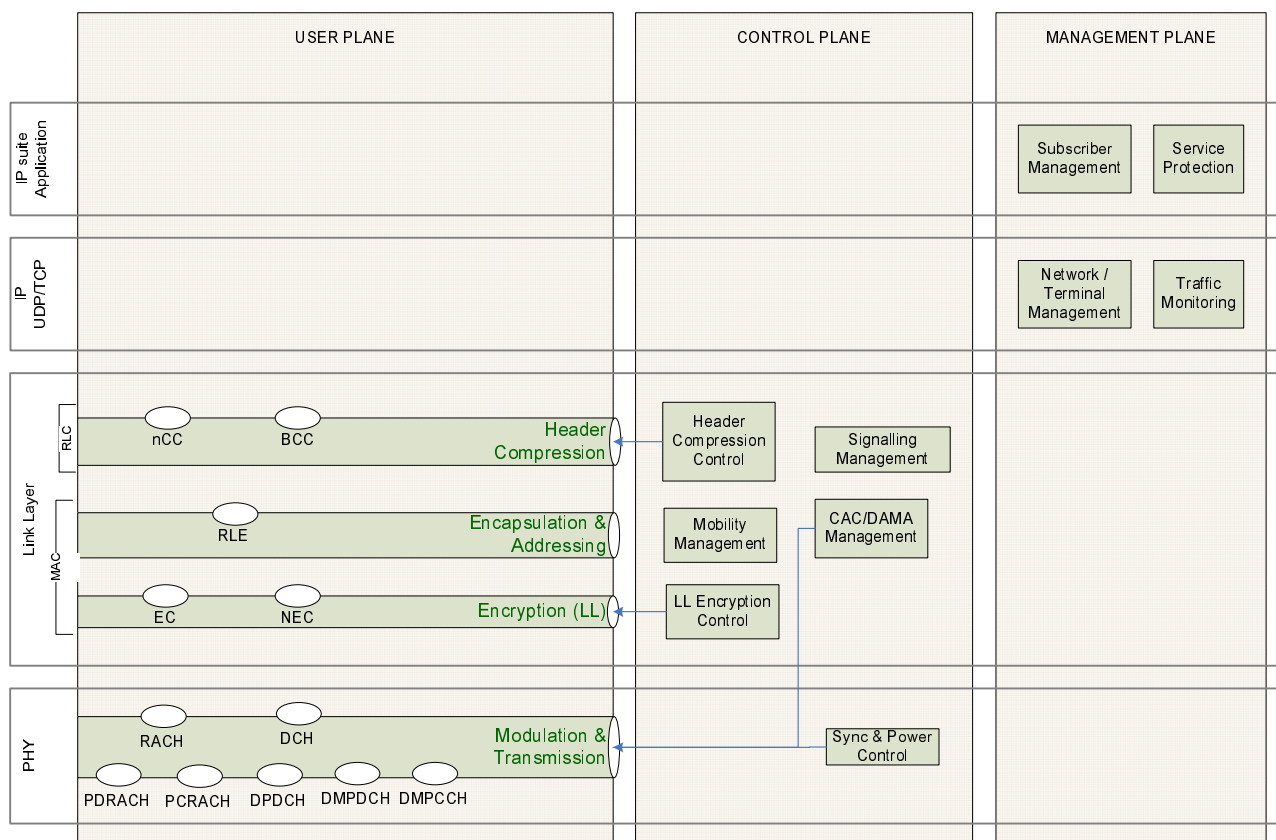 USER PLANE
CONTROL PLANE
MANAGEMENT PLANE
IP suite
Application
Subscriber
Management
Service
Protection
IP
UDP/TCP
Network /
Terminal
Management
Traffic
Monitoring
Link Layer
RLC
nCC
BCC
Header
Compression
Header
Compression
Control
Signalling
Management
MAC
RLE
Encapsulation &
Addressing
Mobility
Management
CAC/DAMA
Management
EC
NEC
Encryption (LL)
LL Encryption
Control
PHY
RACH
DCH
Modulation &
Transmission
Sync & Power
Control
PDRACH
PCRACH
DPDCH
DMPDCH
DMPCCH